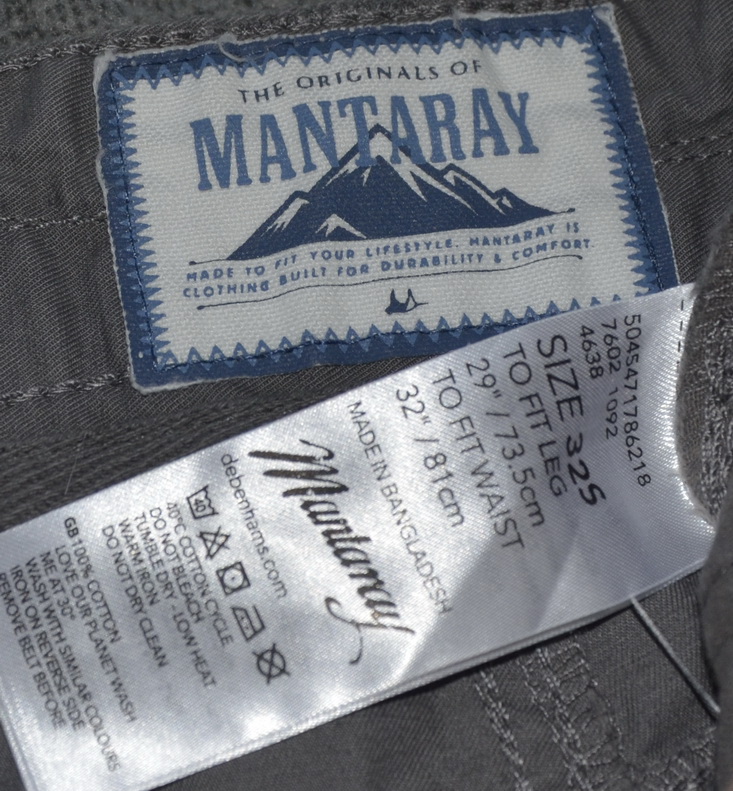 THE ORIGINALS OF
MANTARAY
MADE TO FIT YOUR LIFESTYLE. MANTARAY IS
CLOTHING BUILT FOR DURABILITY & COMFORT.
5045471786218
7602 1092
4638
SIZE 32S
TO FIT LEG
29" / 73.5cm
TO FIT WAIST
32" / 81cm
MADE IN BANGLADESH
Mantaray
debenhams.com
40
40°C COTTON CYCLE
DO NOT BLEACH
TUMBLE DRY - LOW HEAT
WARM IRON
DO NOT DRY CLEAN
GB 100% COTTON
LOVE OUR PLANET WASH
ME AT 30°
WASH WITH SIMILAR COLOURS
IRON ON REVERSE SIDE
REMOVE BELT BEFORE